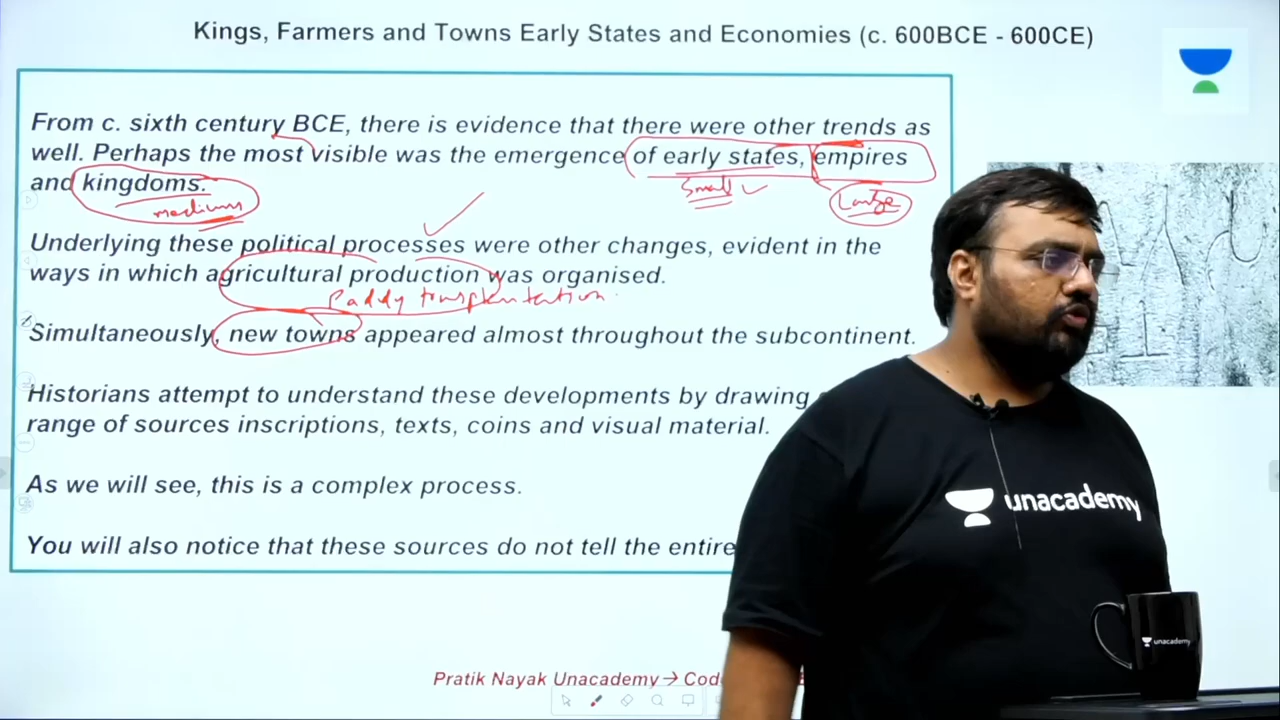 Kings, Farmers and Towns Early States and Economies (c. 600BCE - 600CE)
From c. sixth century BCE, there is evidence that there were other trends as
well. Perhaps the most visible was the emergence of early states, empires
and kingdoms.
Small
Large
medium
Underlying these political processes were other changes, evident in the
ways in which agricultural production was organised.
Paddy transplantation
Simultaneously, new towns appeared almost throughout the subcontinent.
Historians attempt to understand these developments by drawing
range of sources inscriptions, texts, coins and visual material.
As we will see, this is a complex process.
You will also notice that these sources do not tell the entire
unacademy
unacademy
Pratik Nayak Unacademy→